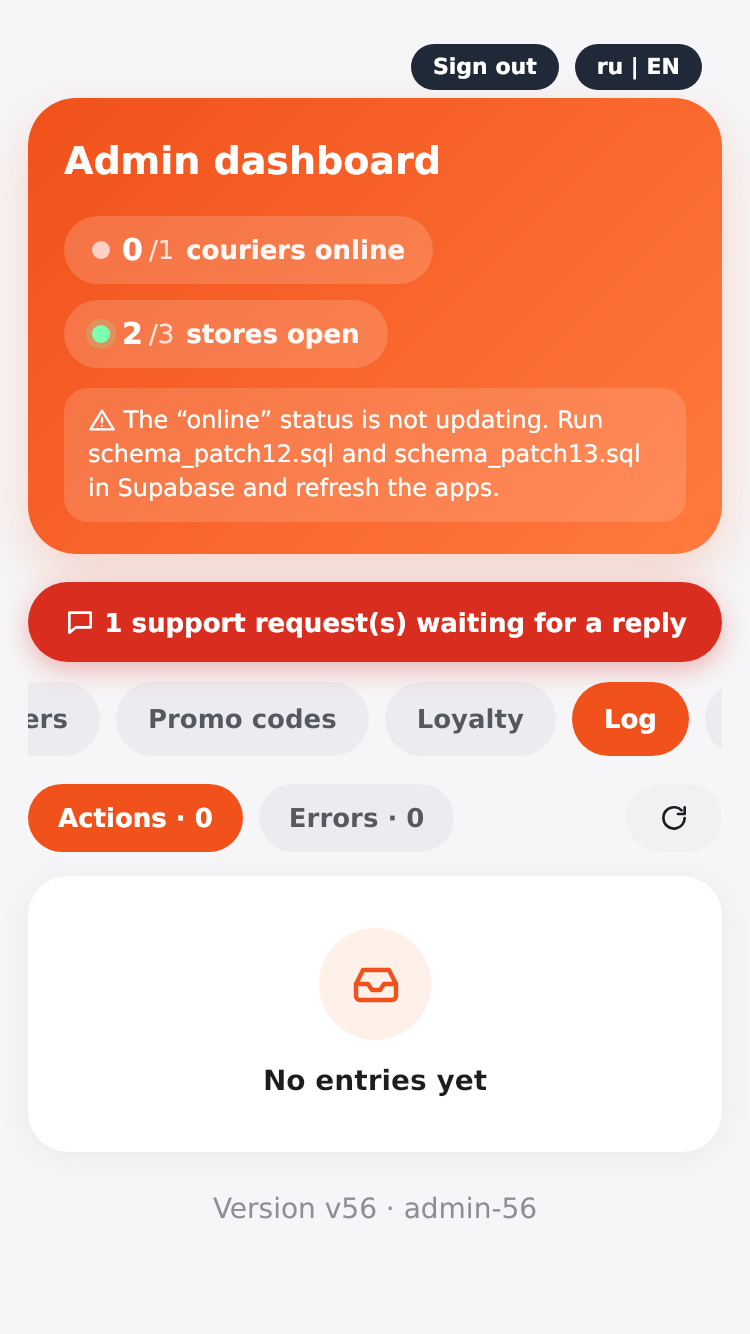 Sign out
ru | EN
Admin dashboard
0 /1 couriers online
2 /3 stores open
The “online” status is not updating. Run
schema_patch12.sql and schema_patch13.sql
in Supabase and refresh the apps.
1 support request(s) waiting for a reply
ers
Promo codes
Loyalty
Log
Actions · 0
Errors · 0
No entries yet
Version v56 · admin-56